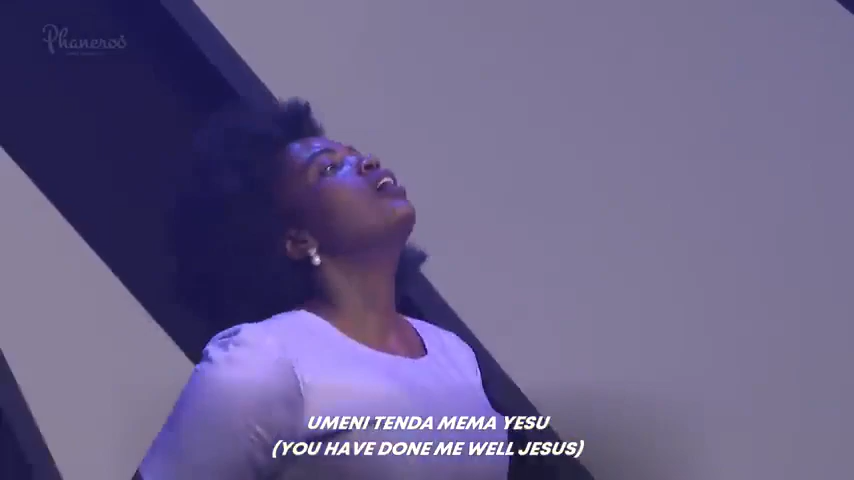 Phaneroo
UMENI TENDA MEMA YESU
(YOU HAVE DONE ME WELL JESUS)